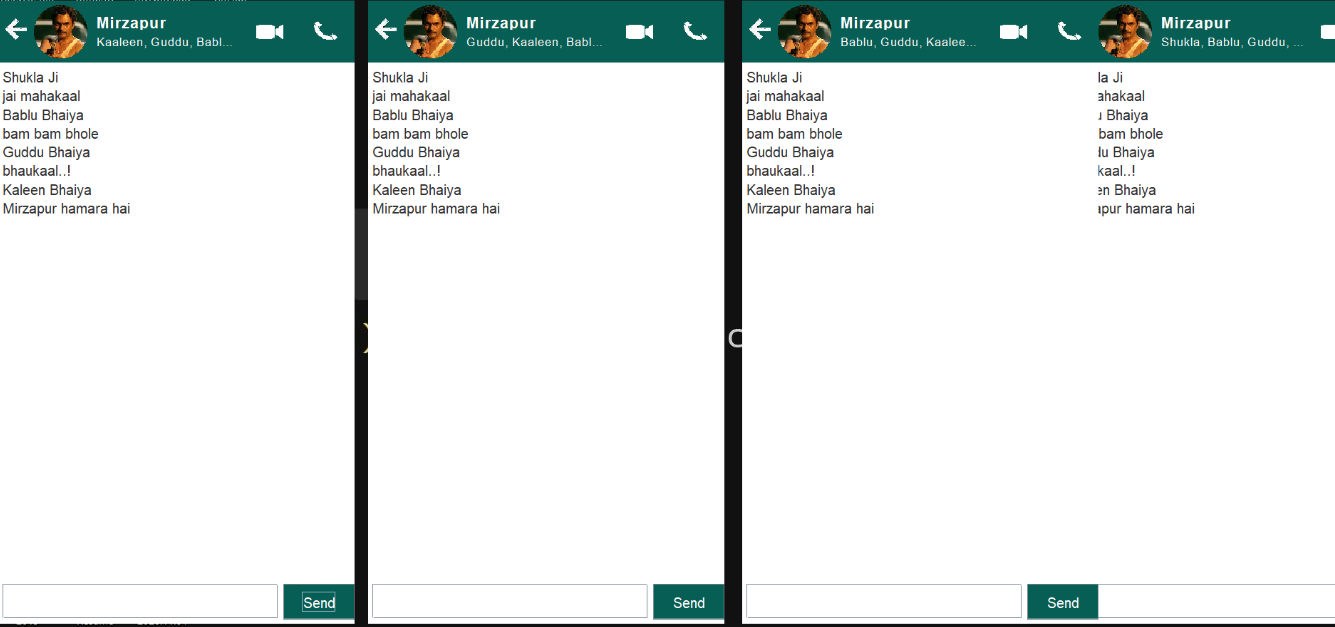 Mirzapur
Kaaleen, Guddu, Babl...
Shukla Ji
jai mahakaal
Bablu Bhaiya
bam bam bhole
Guddu Bhaiya
bhaukaal..!
Kaleen Bhaiya
Mirzapur hamara hai
Send
Mirzapur
Guddu, Kaaleen, Babl...
Shukla Ji
jai mahakaal
Bablu Bhaiya
bam bam bhole
Guddu Bhaiya
bhaukaal..!
Kaleen Bhaiya
Mirzapur hamara hai
Send
Mirzapur
Bablu, Guddu, Kaalee...
Shukla Ji
jai mahakaal
Bablu Bhaiya
bam bam bhole
Guddu Bhaiya
bhaukaal..!
Kaleen Bhaiya
Mirzapur hamara hai
Send
Mirzapur
Shukla, Bablu, Guddu, ...
la Ji
ahakaal
Bhaiya
bam bhole
du Bhaiya
kaal..!
en Bhaiya
apur hamara hai